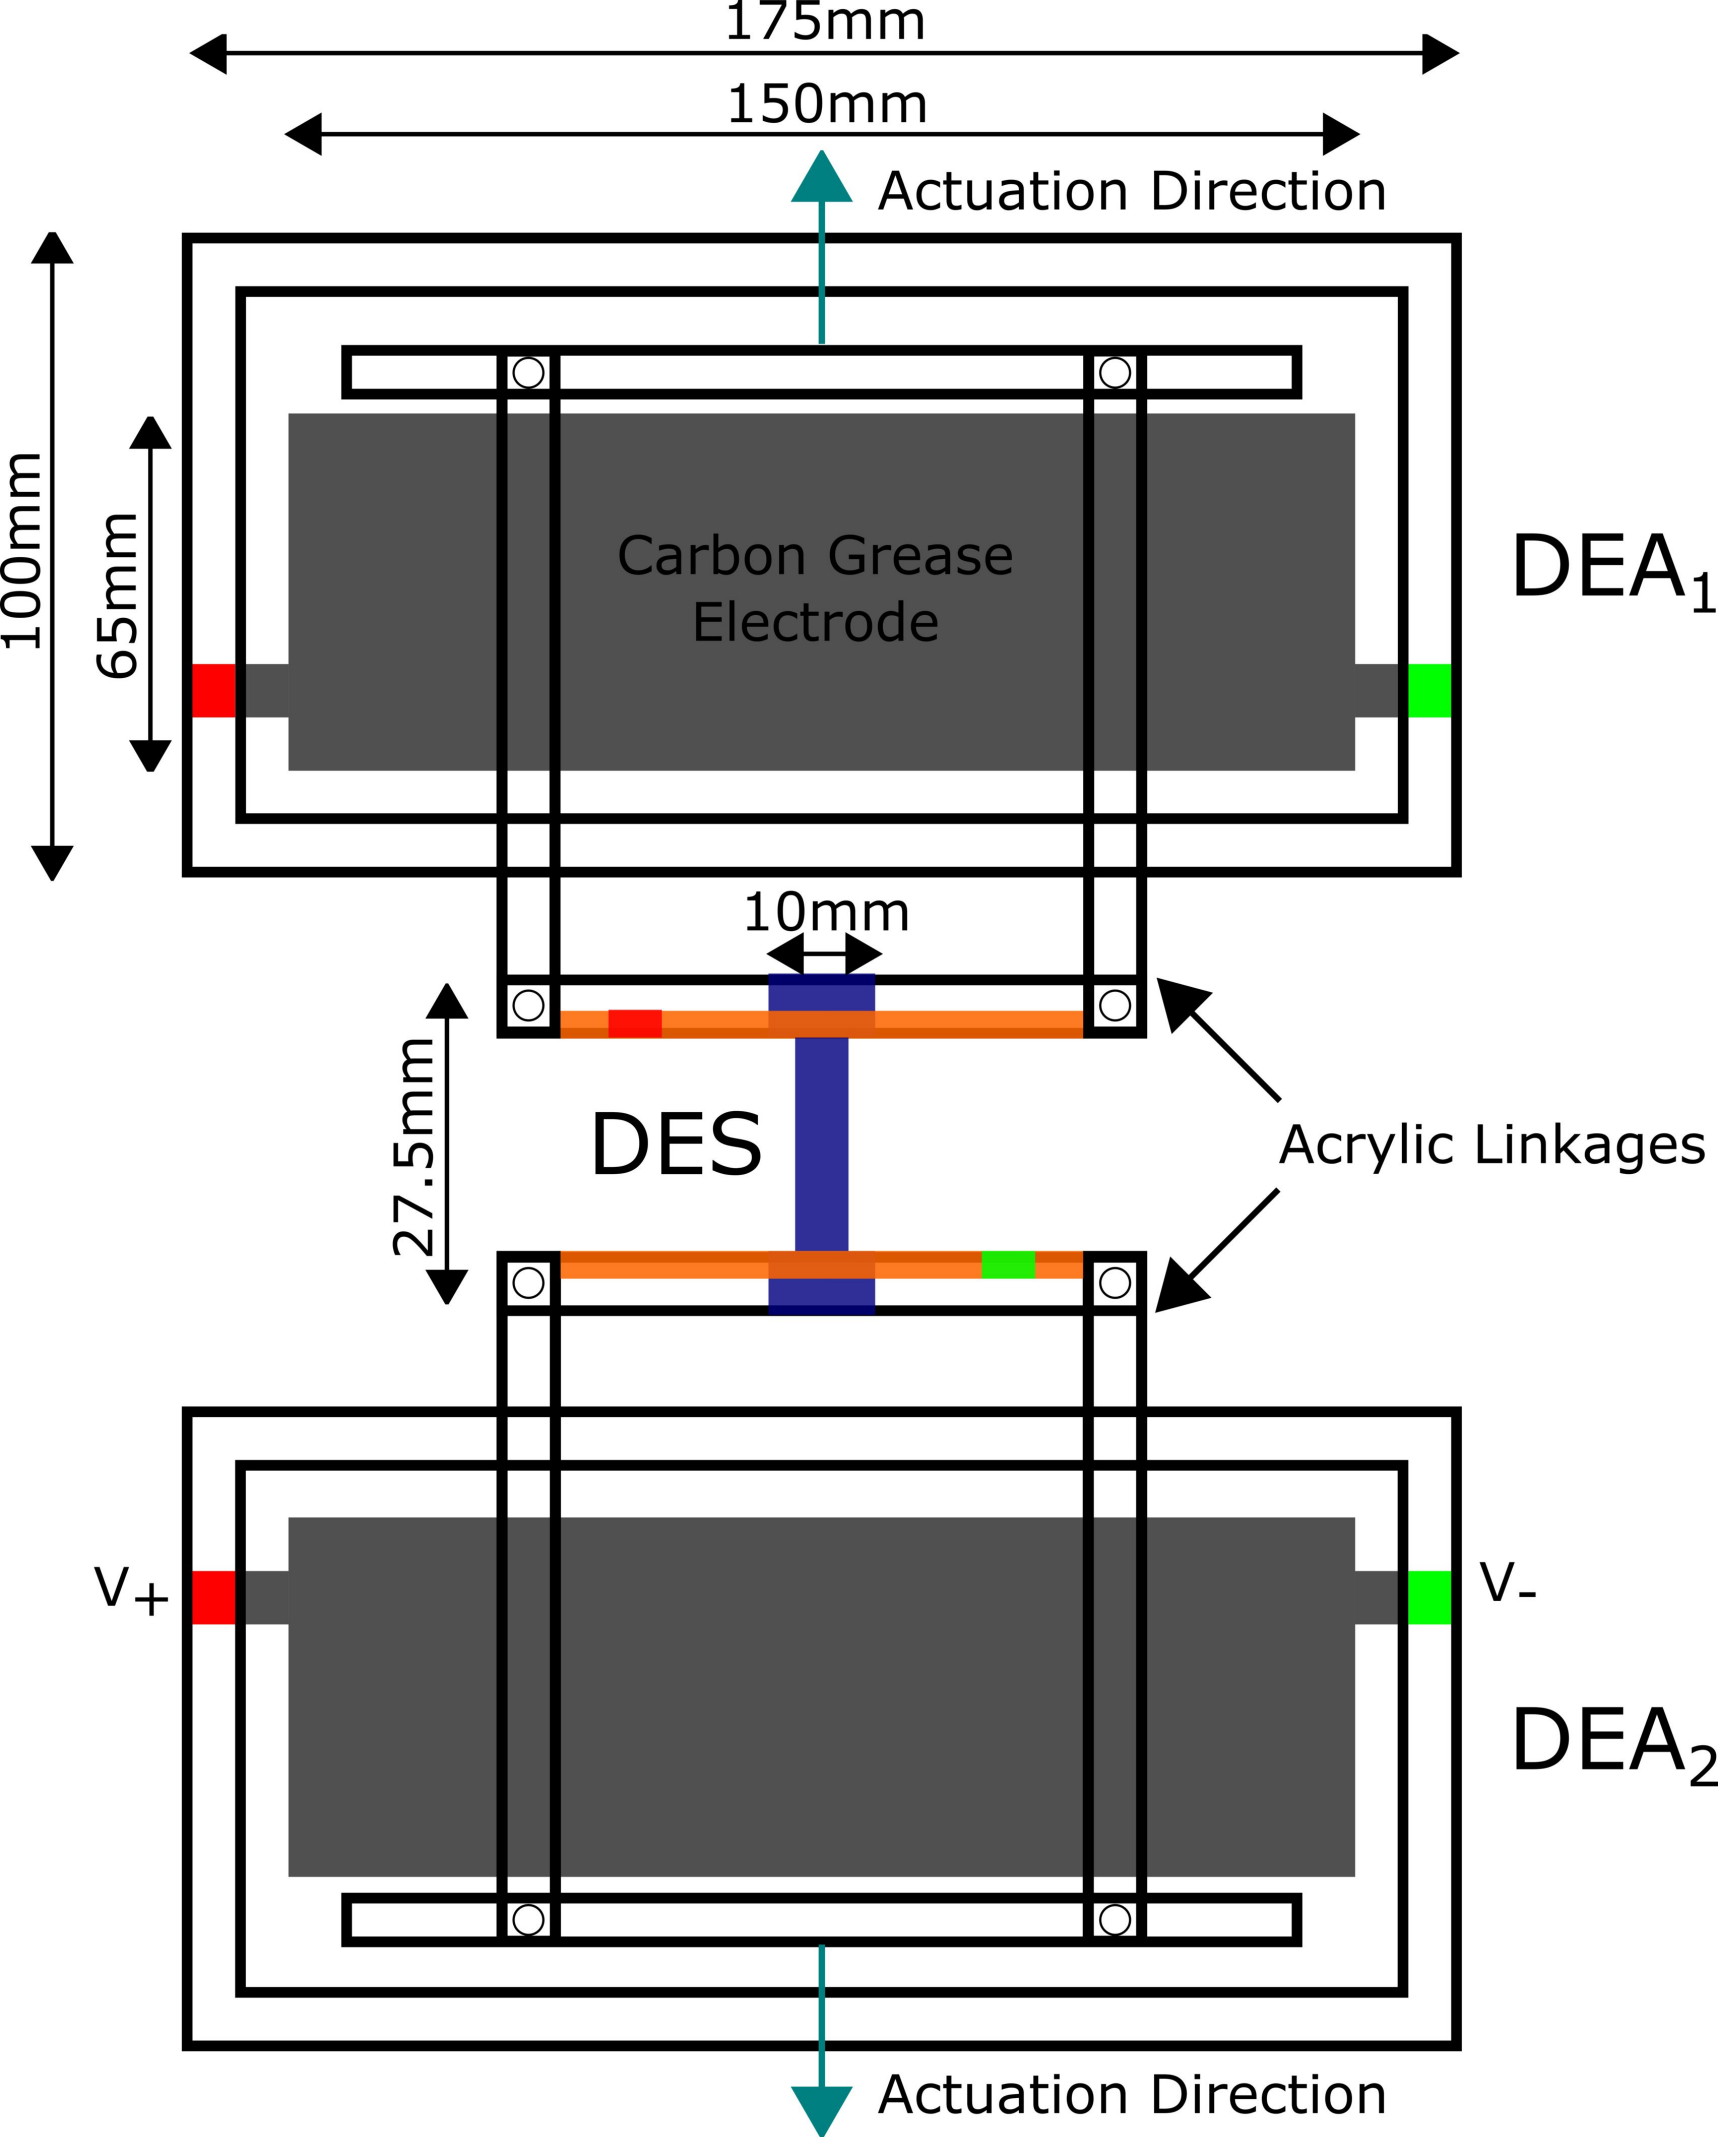 175mm
150mm
Actuation Direction
100mm
65mm
Carbon Grease
Electrode
DEA1
10mm
27.5mm
DES
Acrylic Linkages
V+
V-
DEA2
Actuation Direction